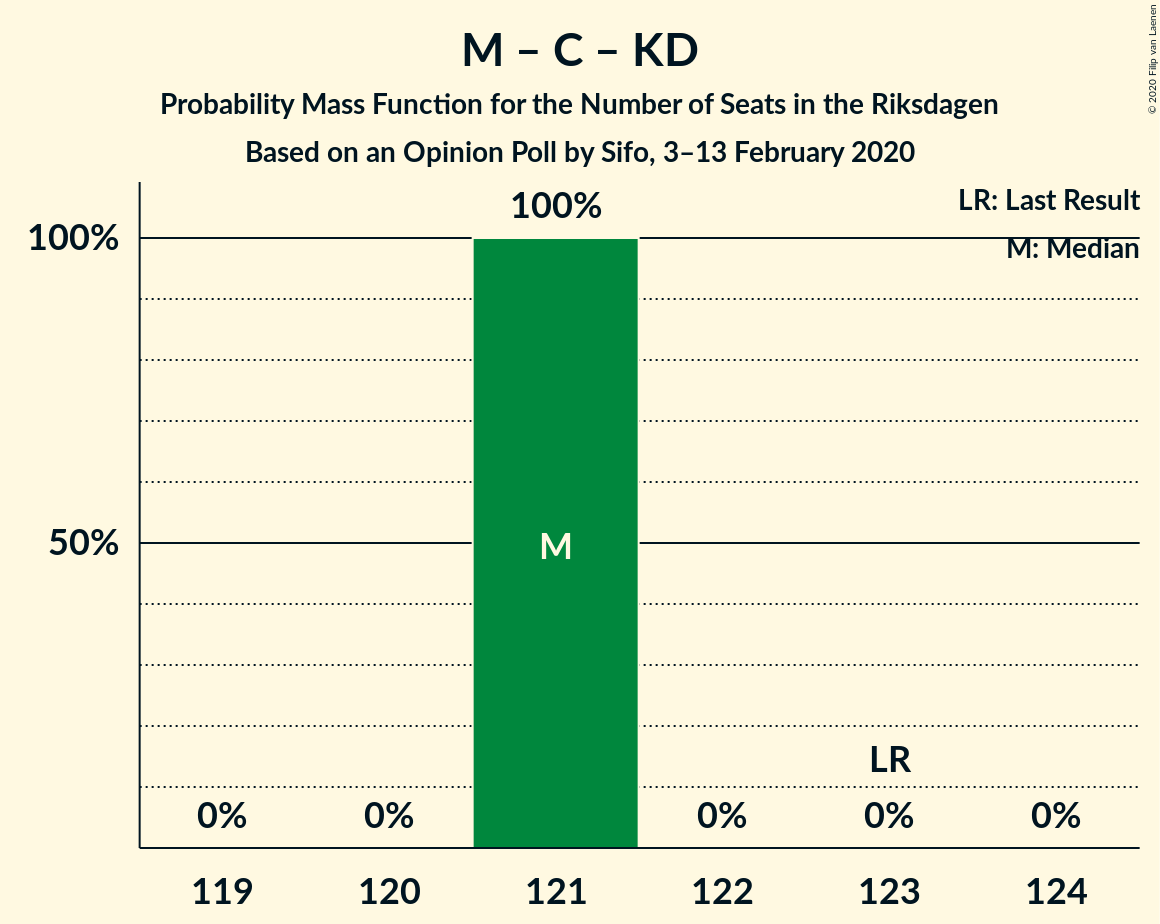 M – C – KD
Probability Mass Function for the Number of Seats in the Riksdagen
Based on an Opinion Poll by Sifo, 3–13 February 2020
© 2020 Filip van Laenen
LR: Last Result
M: Median
100%
100%
50%
M
LR
0%
0%
0%
0%
0%
119
120
121
122
123
124